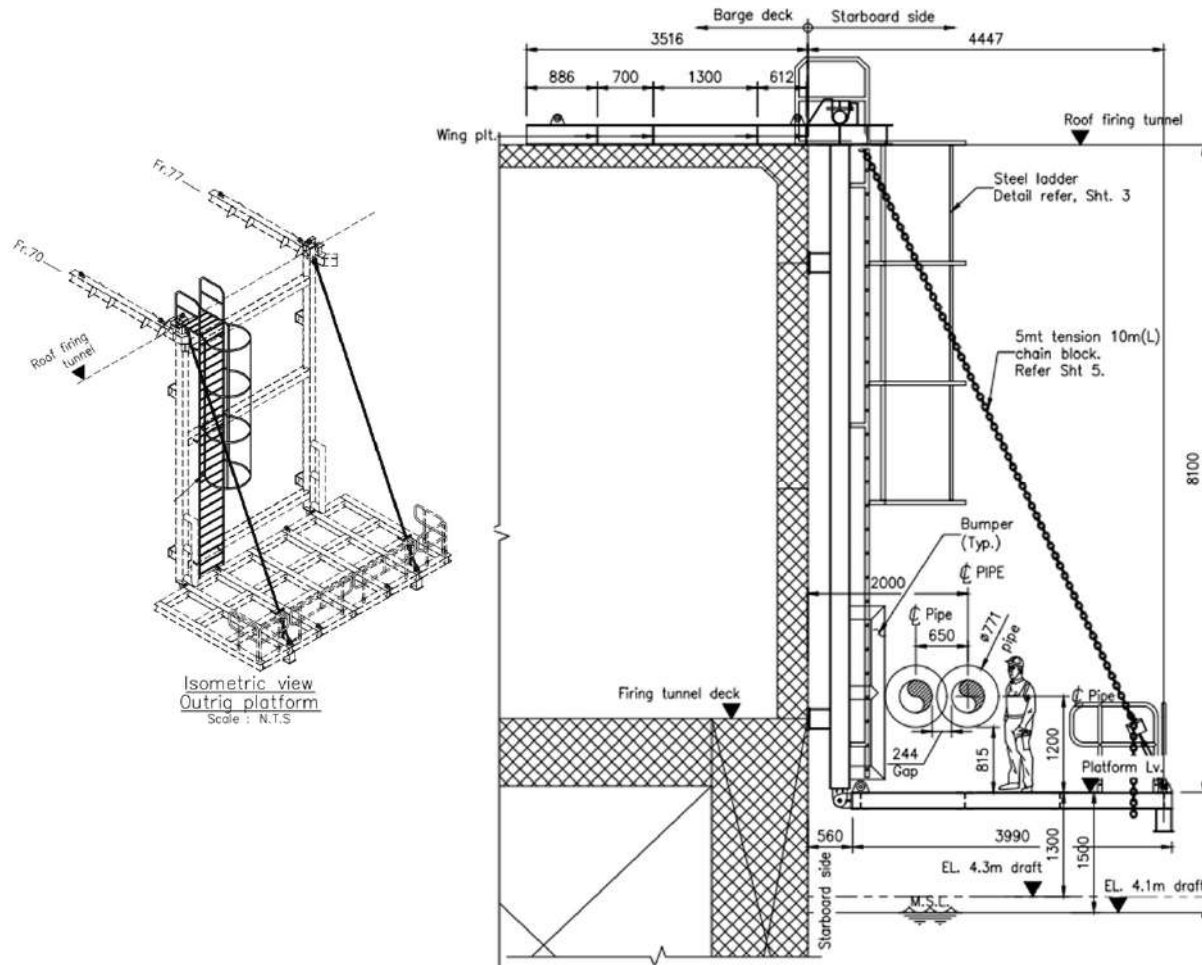 Barge deck
Starboard side
3516
4447
886
700
1300
612
Wing plt.
Roof firing tunnel
Steel ladder
Detail refer, Sht. 3
Fr.77
Fr.70
Roof firing
tunnel
5mt tension 10m(L)
chain block.
Refer Sht 5.
8100
Bumper
(Typ.)
2000
℄ PIPE
℄ Pipe
650
ø771
pipe
Isometric view
Outrig platform
Scale : N.T.S
Firing tunnel deck
℄ Pipe
244
Gap
815
1200
Platform Lv.
560
3990
1300
1500
EL. 4.3m draft
EL. 4.1m draft
M.S.L.
Starboard side